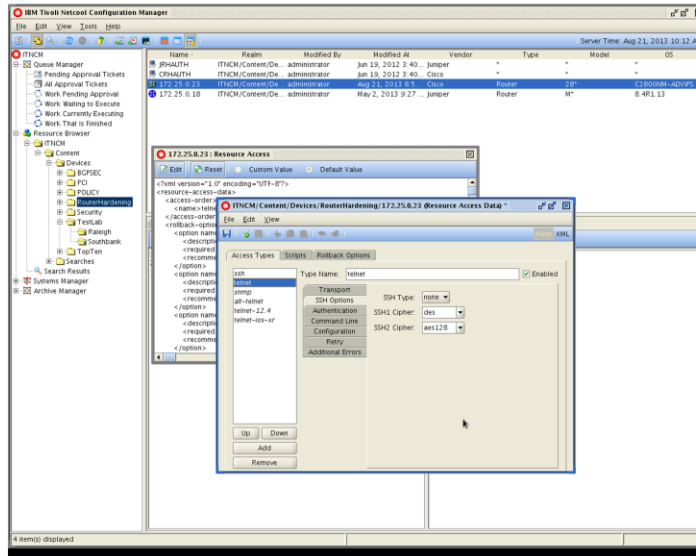 IBM Tivoli Netcool Configuration Manager
File Edit View Tools Help
Server Time: Aug 21, 2013 10:12 A
ITNCM
Queue Manager
Pending Approval Tickets
All Approval Tickets
Work Pending Approval
Work Waiting to Execute
Work Currently Executing
Work That is Finished
Resource Browser
ITNCM
Content
Devices
BGPSEC
PCI
POLICY
RouterHardening
Security
TestLab
Raleigh
Southbank
TopTen
Searches
Search Results
Systems Manager
Archive Manager
Name Realm Modified By Modified At Vendor Type Model OS
JRHAUTH ITNCM/Content/De... administrator Jun 19, 2012 3:40... Juniper * * *
CRHAUTH ITNCM/Content/De... administrator Jun 19, 2012 3:40... Cisco * * *
172.25.0.23 ITNCM/Content/De... administrator Aug 21, 2013 8:5... Cisco Router 28* C2800NM-ADVIPS
172.25.0.18 ITNCM/Content/De... administrator May 2, 2013 9:27 ... Juniper Router M* 8.4R1.13
172.25.0.23 : Resource Access
Edit Reset Custom Value Default Value
<?xml version="1.0" encoding="UTF-8"?>
<resource-access-data>
<access-order>
<name>telne
</access-order
<rollback-option
<option name
<descripti
<required
<recomme
</option>
<option name
<descripti
<required
<recomme
</option>
<option name
<descripti
<required
<recomme
</option>
ITNCM/Content/Devices/RouterHardening/172.25.0.23 (Resource Access Data) *
File Edit View
Form XML
Access Types Scripts Rollback Options
ssh
telnet
snmp
alt-telnet
telnet-12.4
telnet-ios-xr
Up Down
Add
Remove
Type Name: telnet Enabled
Transport
SSH Options
Authentication
Command Line
Configuration
Retry
Additional Errors
SSH Type: none
SSH1 Cipher: des
SSH2 Cipher: aes128
4 item(s) displayed